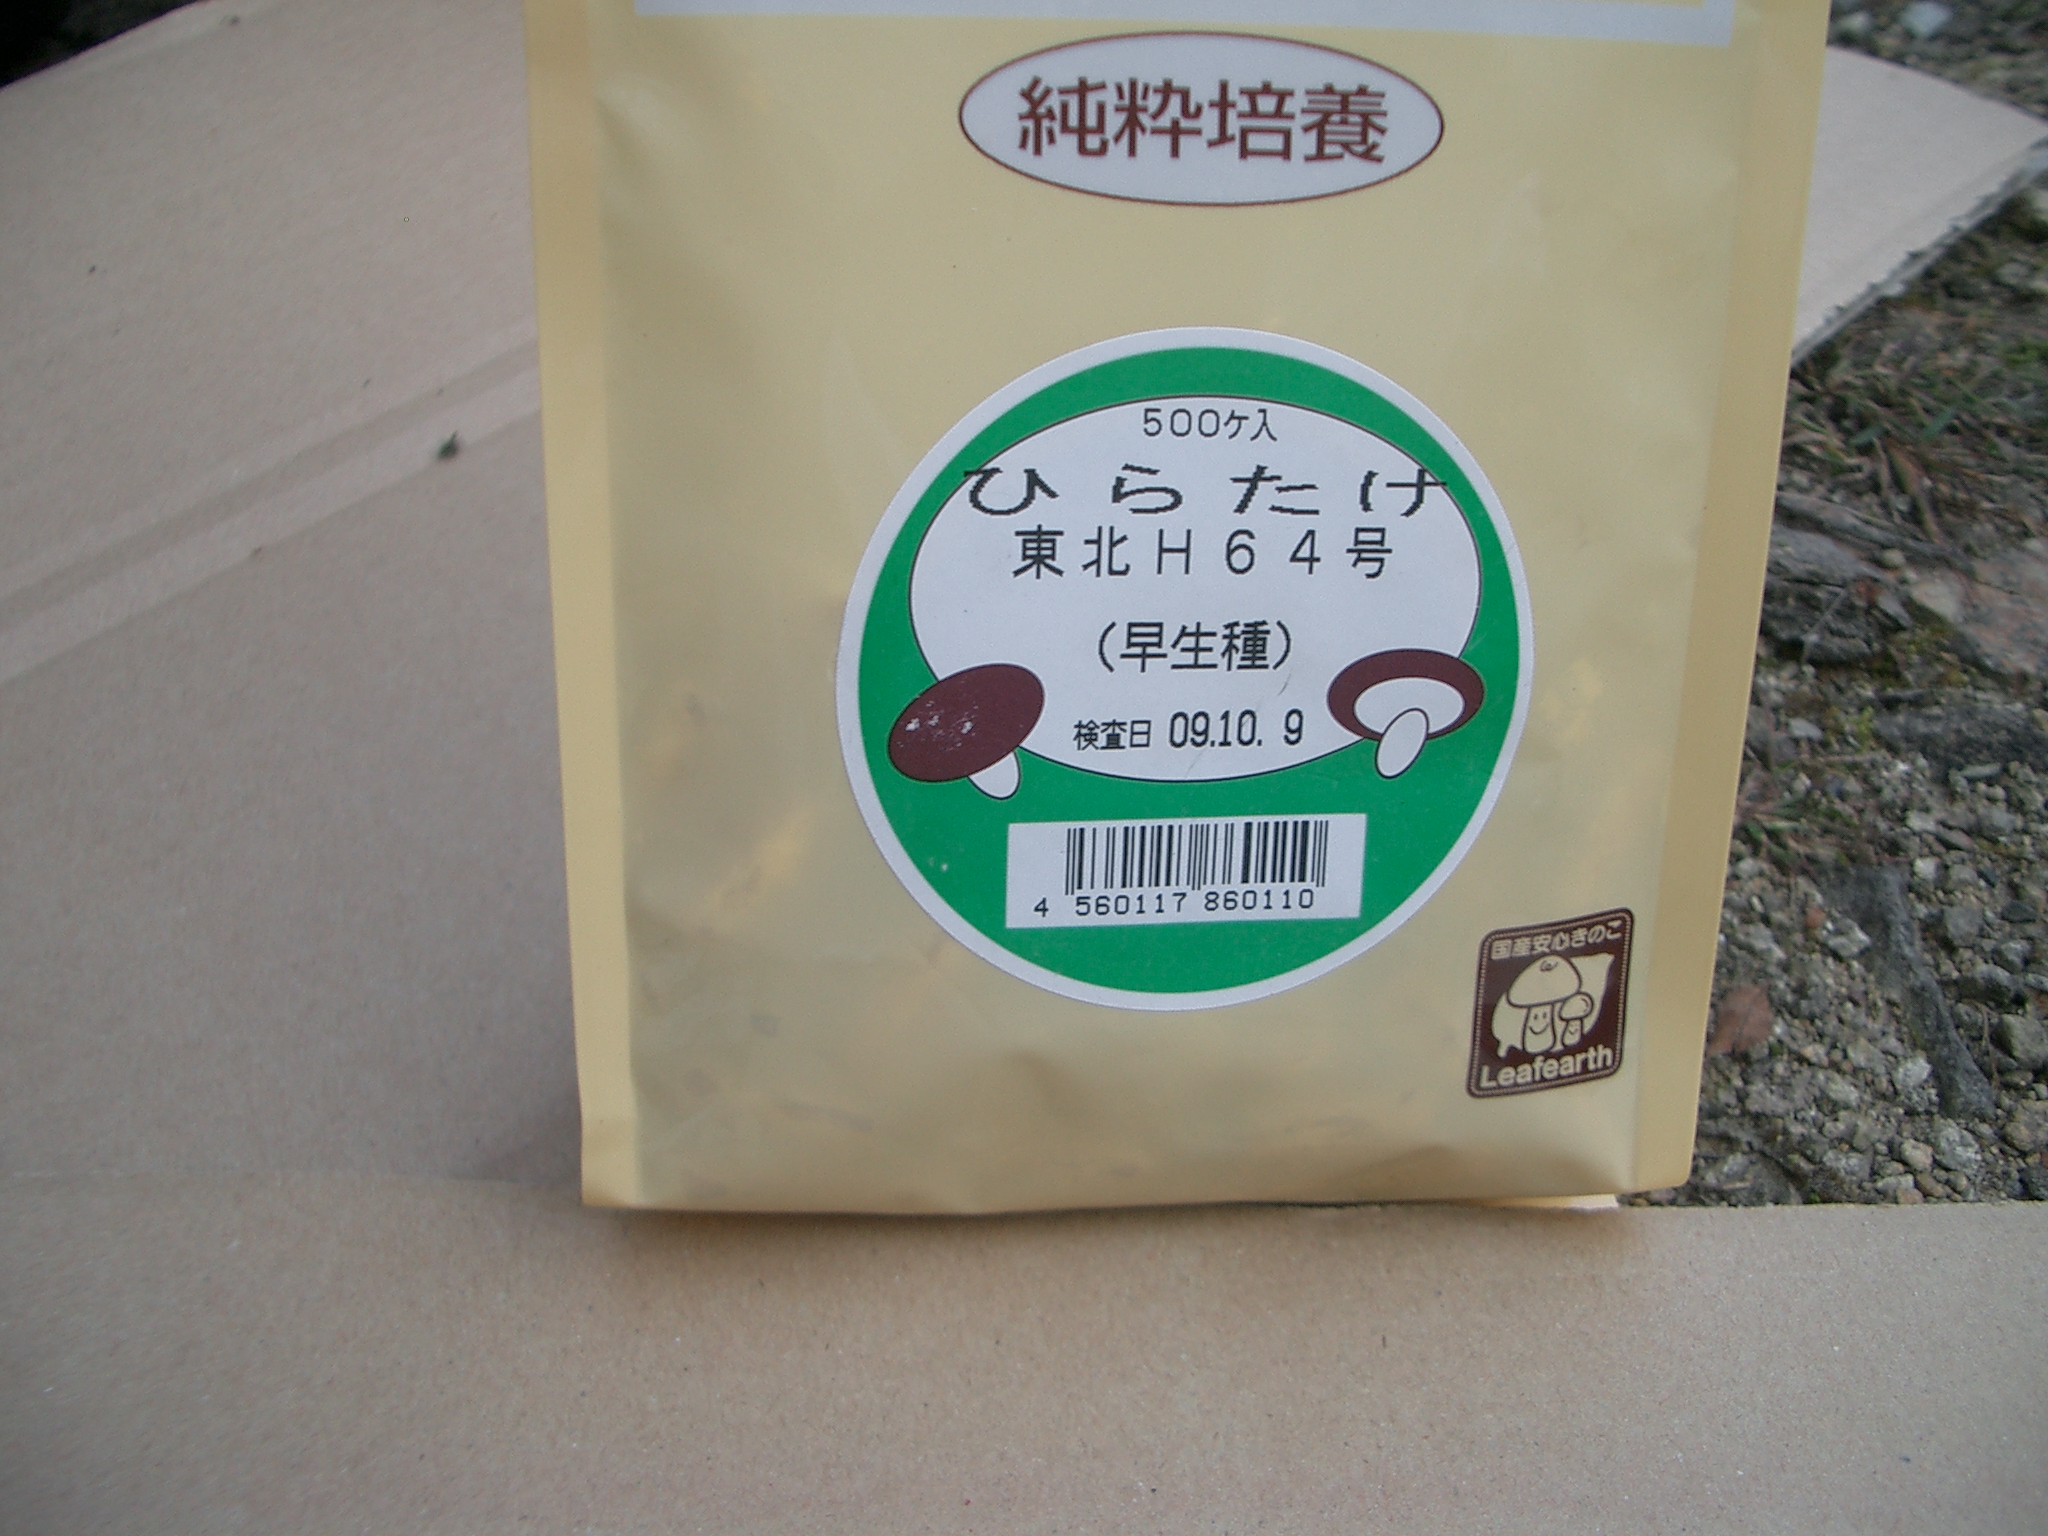 純粋培養
500ケ入
ひらたけ
東北H64号
（早生種）
検査日 09.10. 9
4 560117 860110
国産安心きのこ
Leafearth